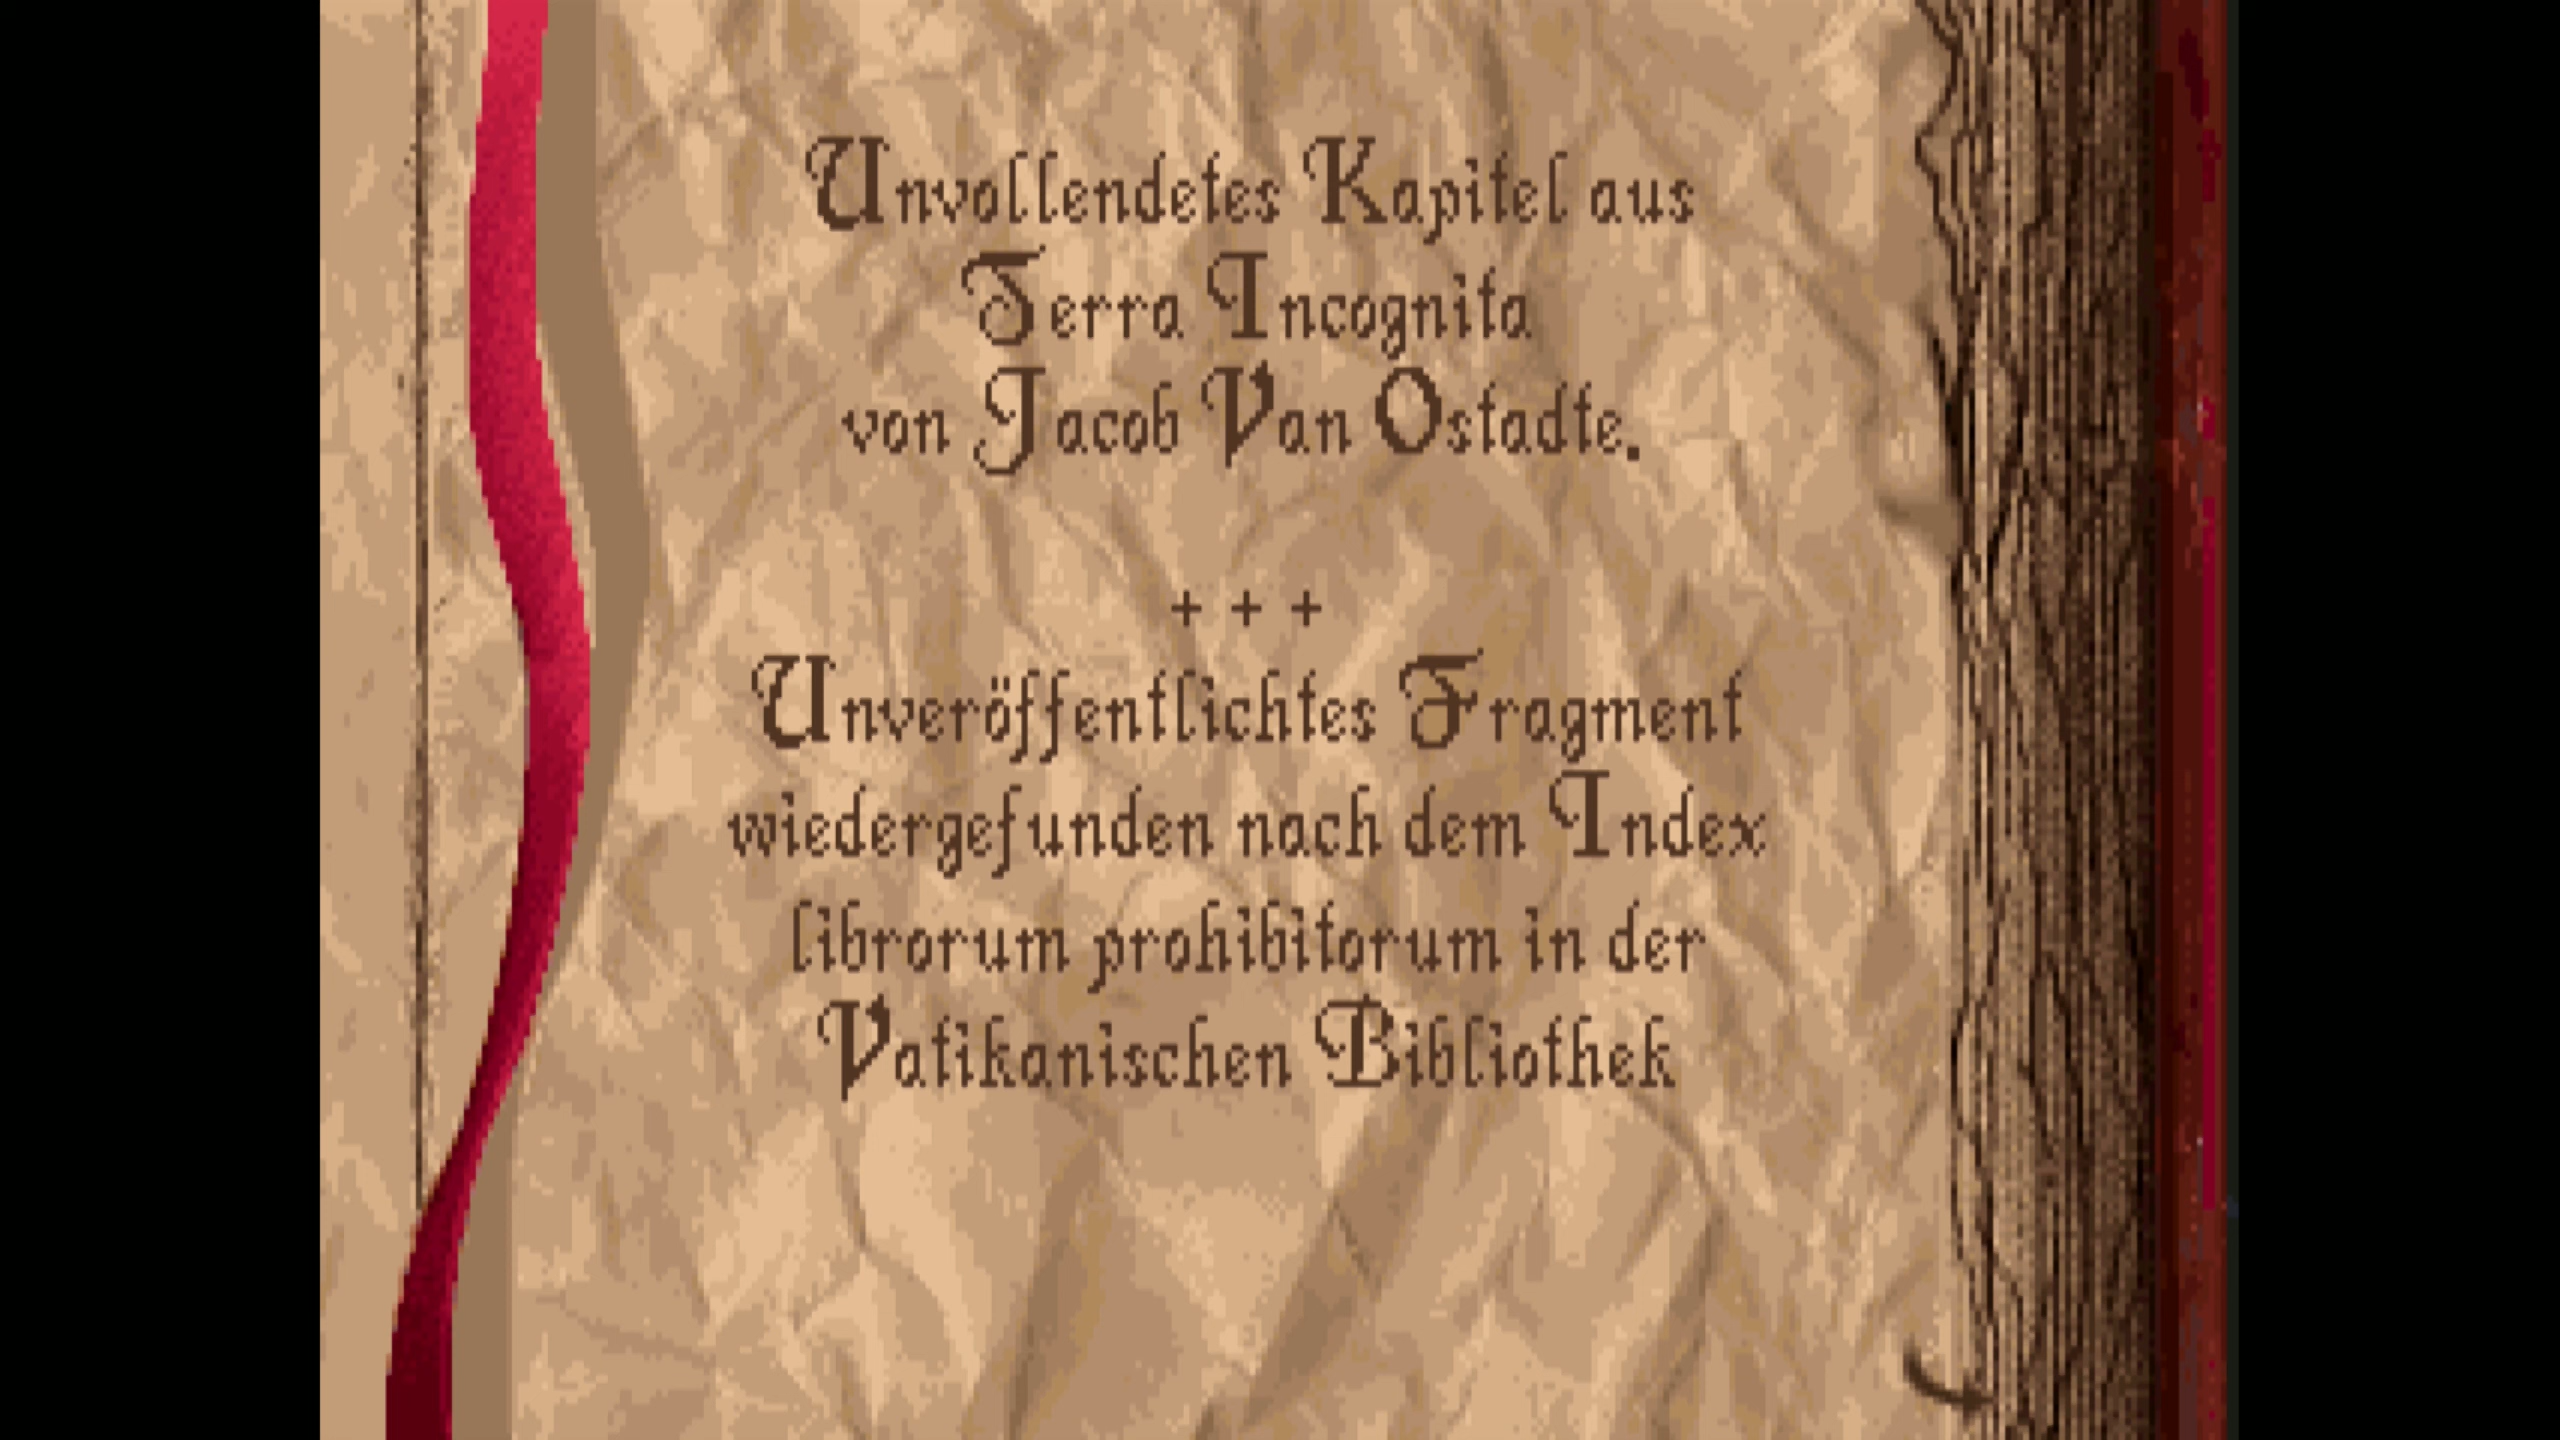 Unvollendetes Kapitel aus
Terra Incognita
von Jacob Van Ostadte.
+ + +
Unveröffentlichtes Fragment
wiedergefunden nach dem Index
librorum prohibitorum in der
Vatikanischen Bibliothek